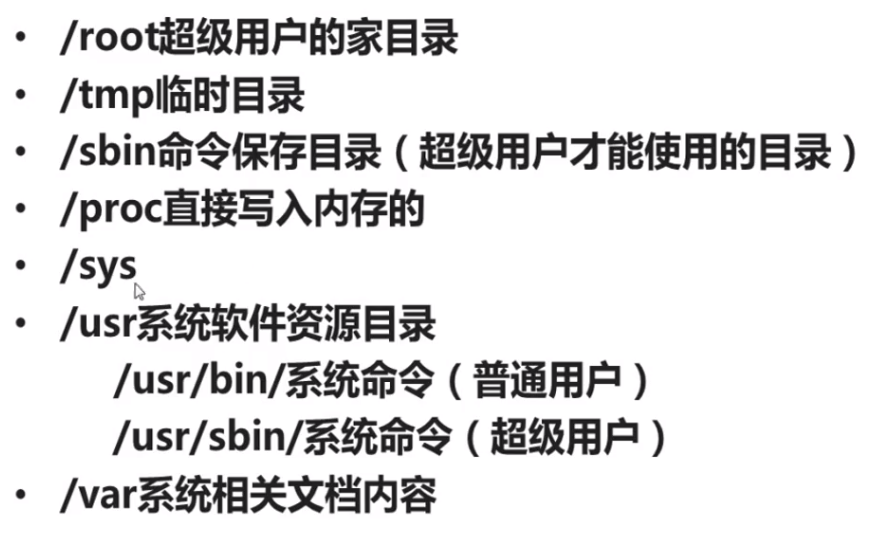 • /root超级用户的家目录
• /tmp临时目录
• /sbin命令保存目录（超级用户才能使用的目录）
• /proc直接写入内存的
• /sys
• /usr系统软件资源目录
/usr/bin/系统命令（普通用户）
/usr/sbin/系统命令（超级用户）
• /var系统相关文档内容